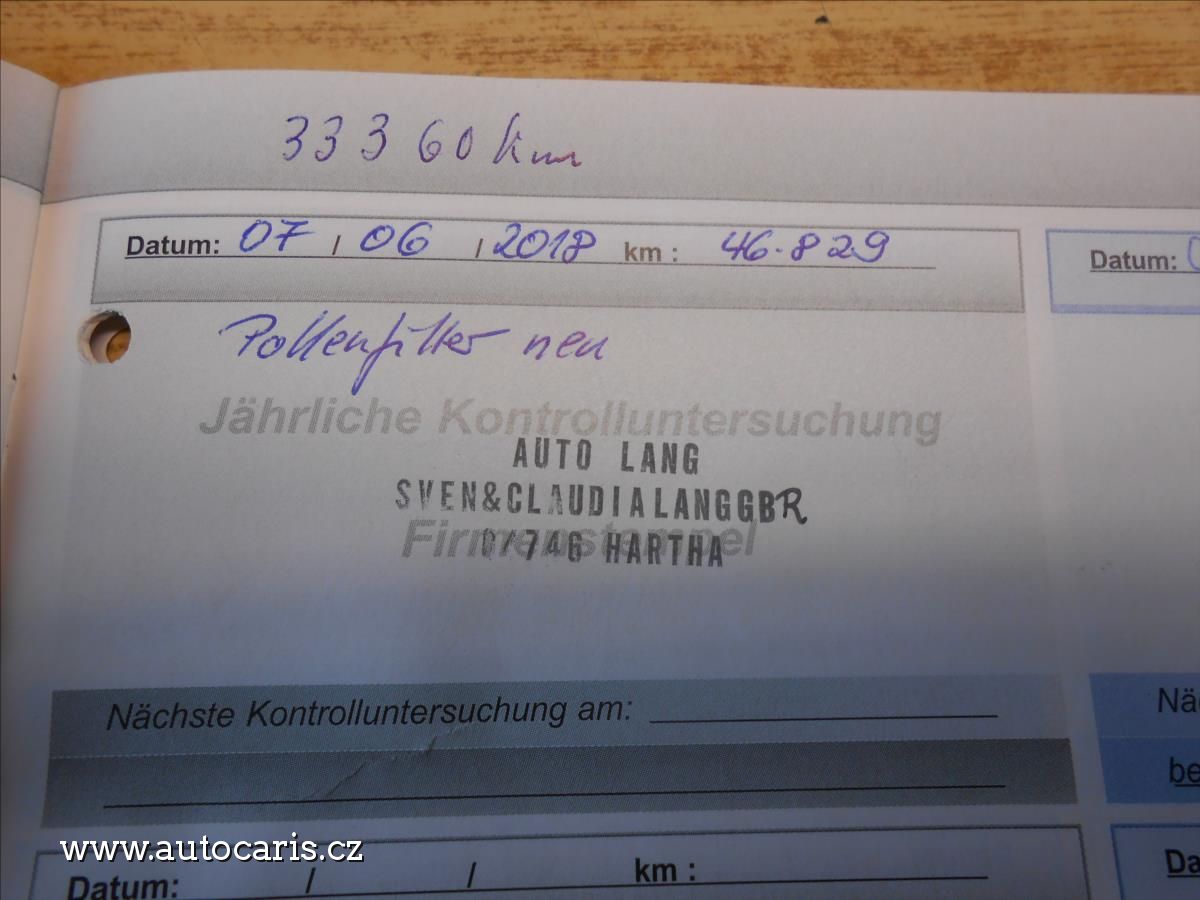 33360 km
Datum: 07 / 06 / 2018 km : 46.829
Datum:
Pollenfilter neu
Jährliche Kontrolluntersuchung
AUTO LANG
SVEN&CLAUDIALANGGBR
Firmenstempel
746 HARTHA
Nächste Kontrolluntersuchung am:
www.autocaris.cz
Datum: / / km :